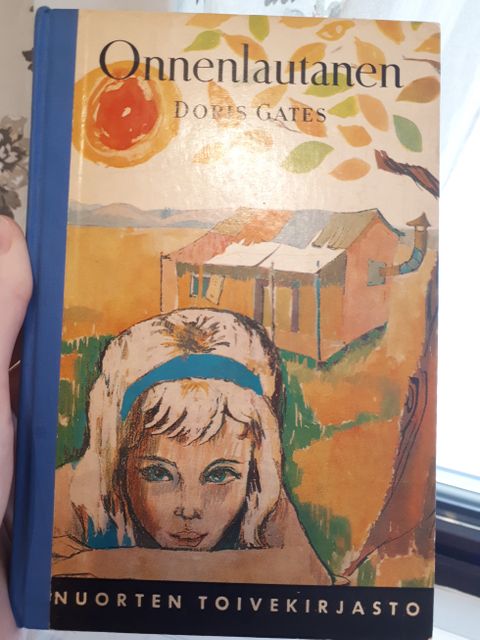 Onnenlautanen
DORIS GATES
NUORTEN TOIVEKIRJASTO